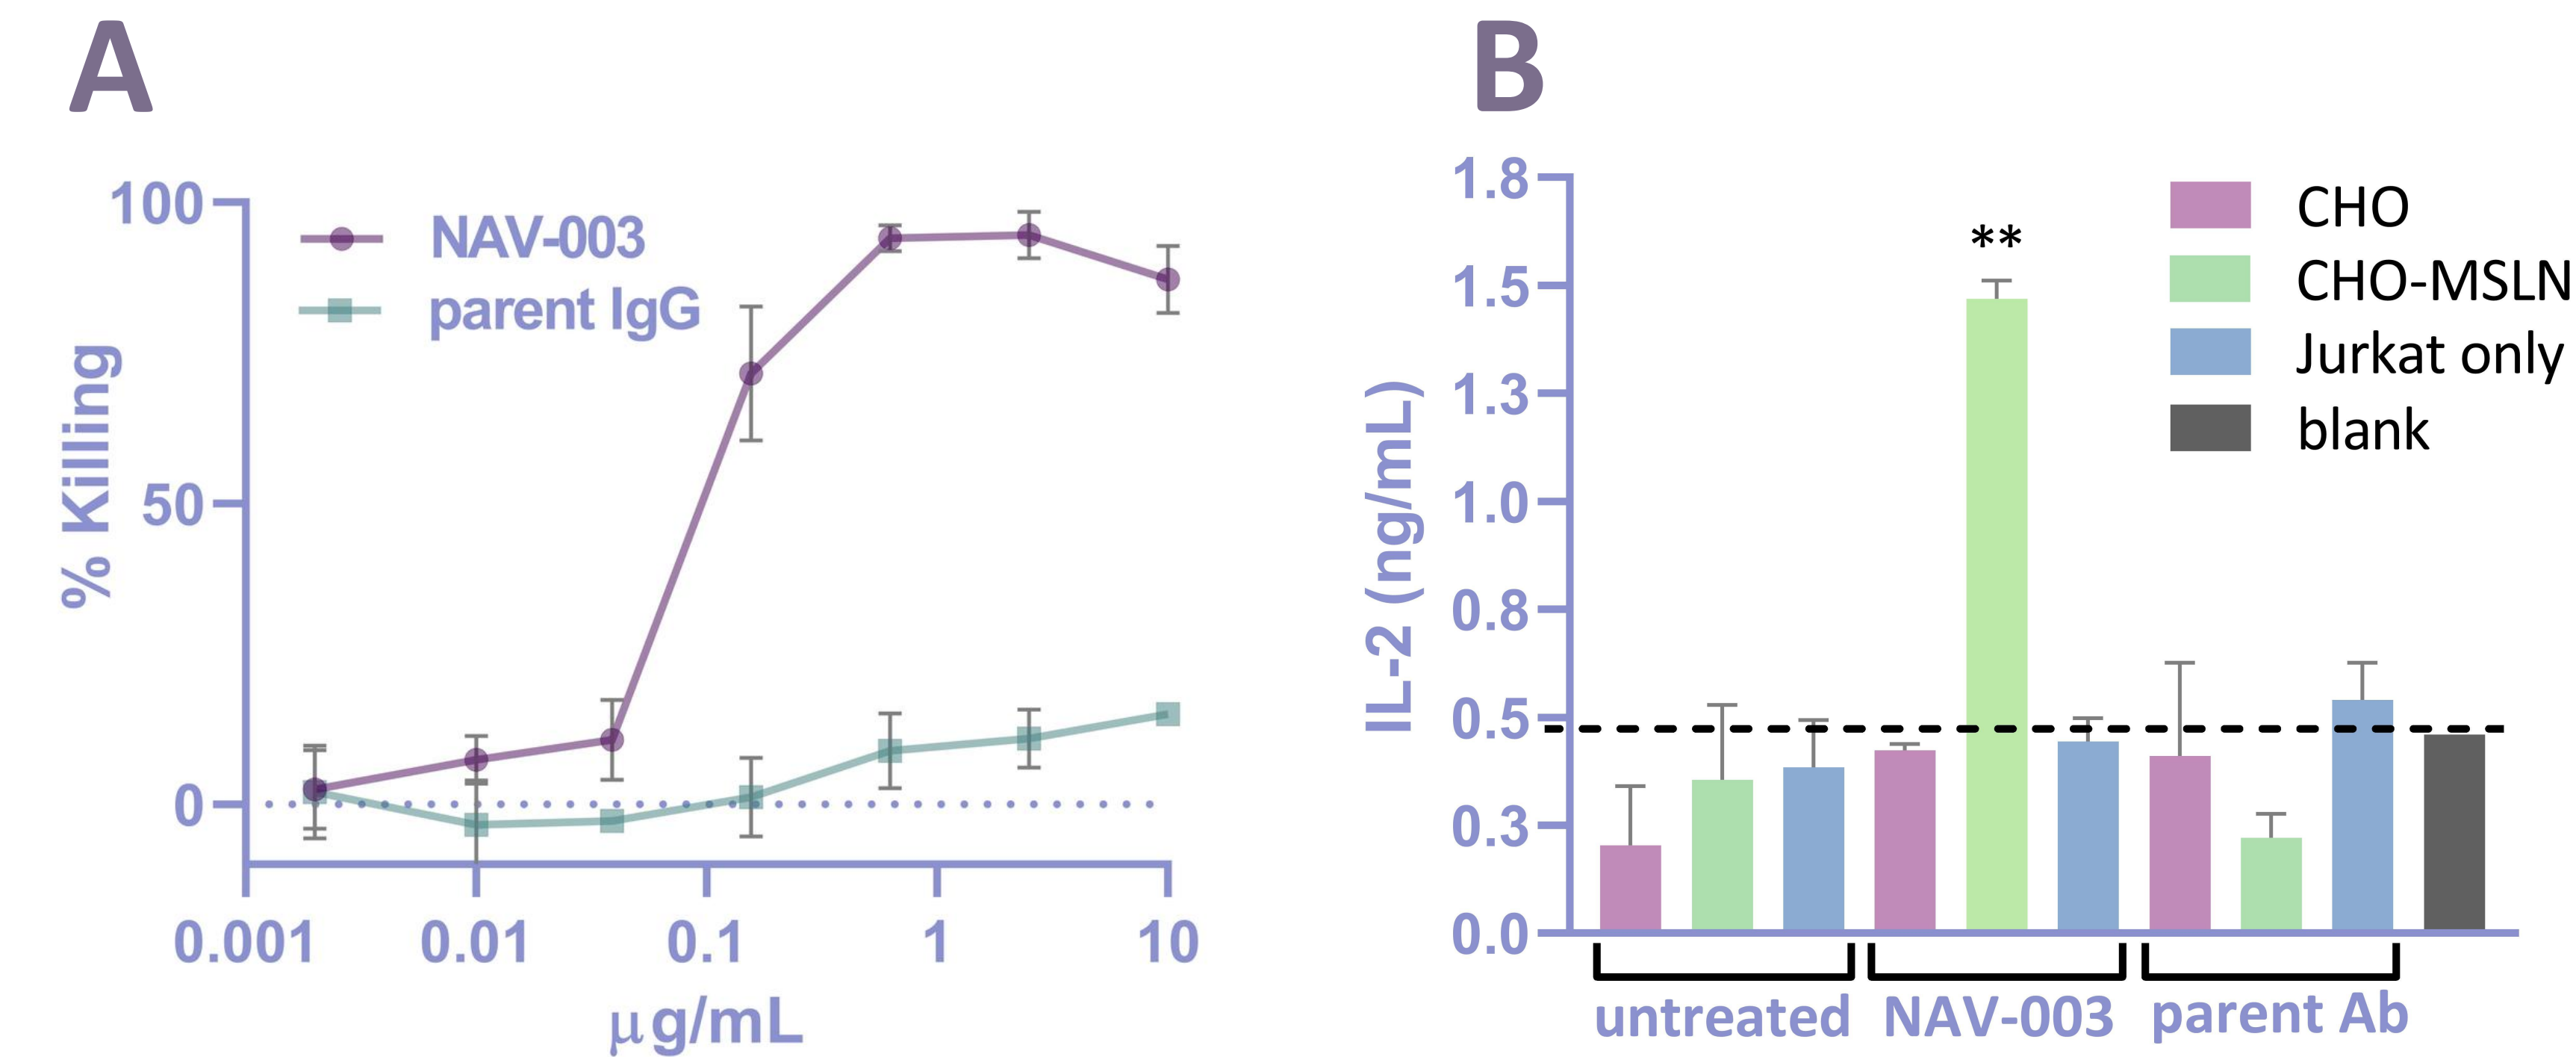 A
100
50
0
% Killing
NAV-003
parent IgG
0.001
0.01
0.1
1
10
μg/mL
B
1.8
1.5
1.3
1.0
0.8
0.5
0.3
0.0
IL-2 (ng/mL)
**
CHO
CHO-MSLN
Jurkat only
blank
untreated
NAV-003
parent Ab